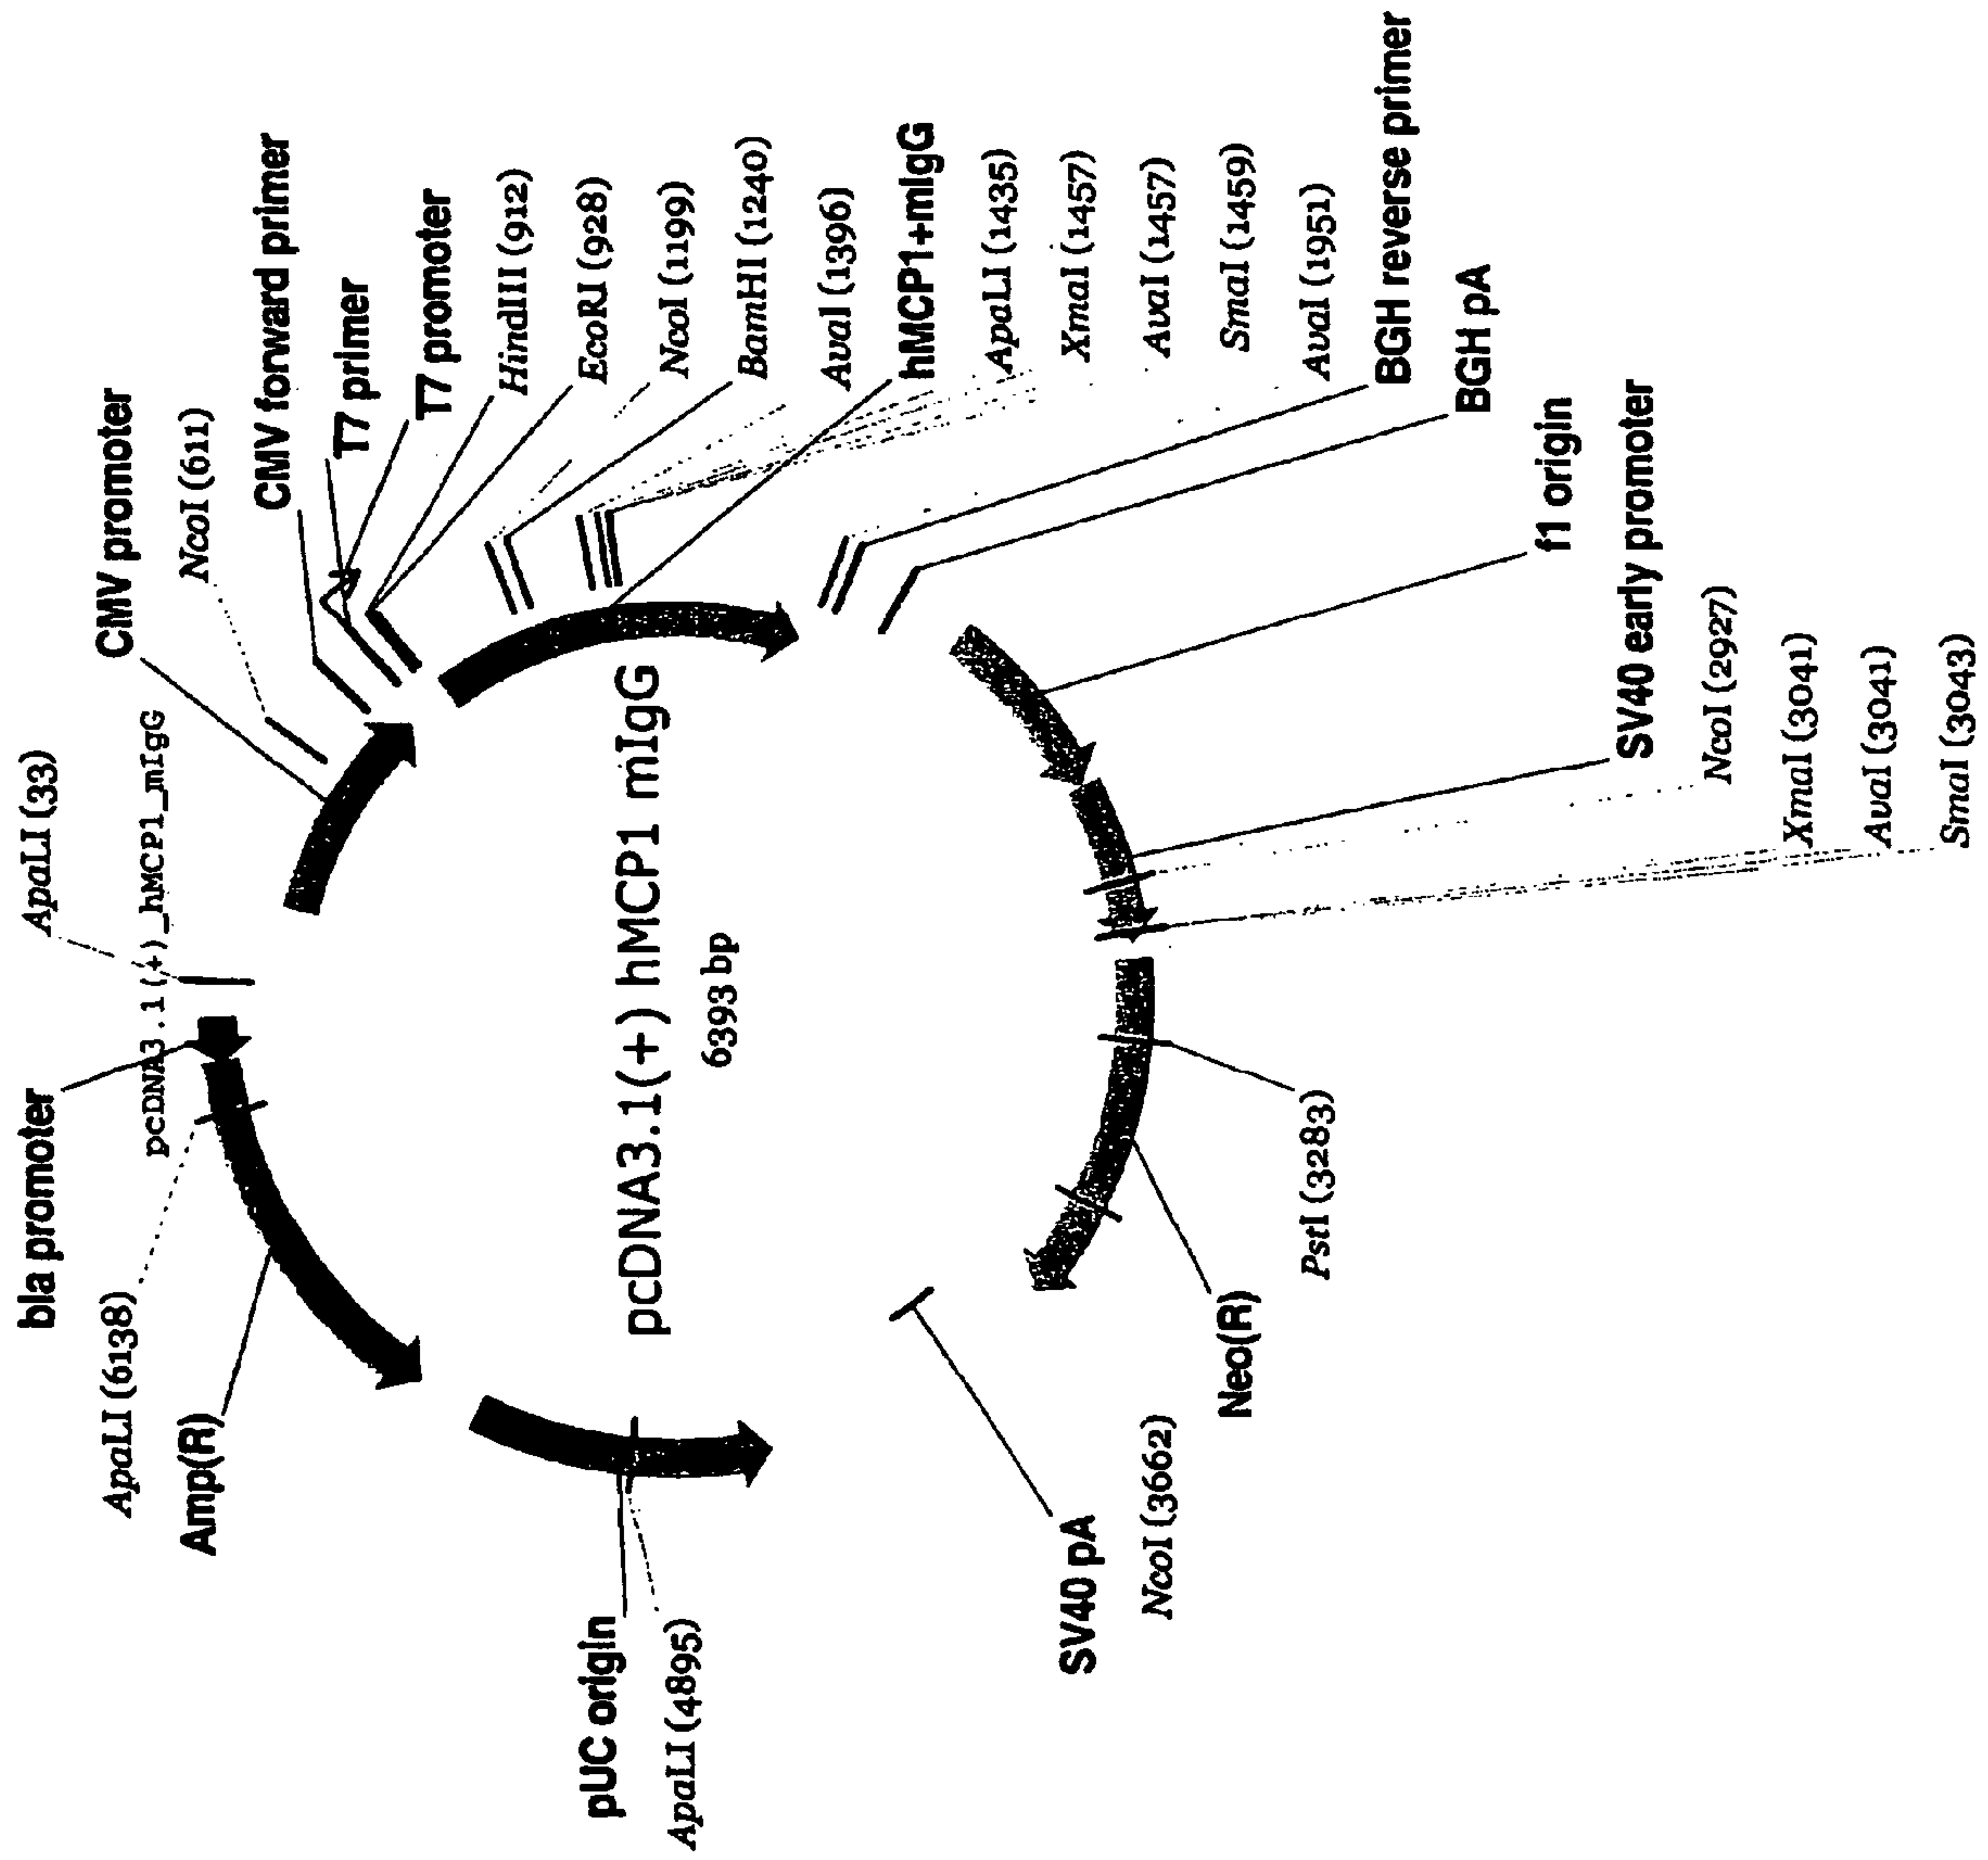 ApaLI (33)
pcDNA3.1(+)_hMCP1_mIgG
CMV promoter
NcoI (611)
CMV forward primer
T7 primer
T7 promoter
HindIII (912)
EcoRI (928)
NcoI (1199)
BamHI (1240)
AvaI (1396)
hMCP1+mIgG
ApaLI (1435)
XmaI (1457)
AvaI (1457)
SmaI (1459)
AvaI (1951)
BGH reverse primer
BGH pA
f1 origin
SV40 early promoter
NcoI (2927)
XmaI (3041)
AvaI (3041)
SmaI (3043)
PstI (3283)
Neo(R)
NcoI (3662)
SV40 pA
ApaLI (4895)
pUC origin
Amp(R)
ApaLI (6138)
bla promoter
pcDNA3.1(+) hMCP1 mIgG
6393 bp